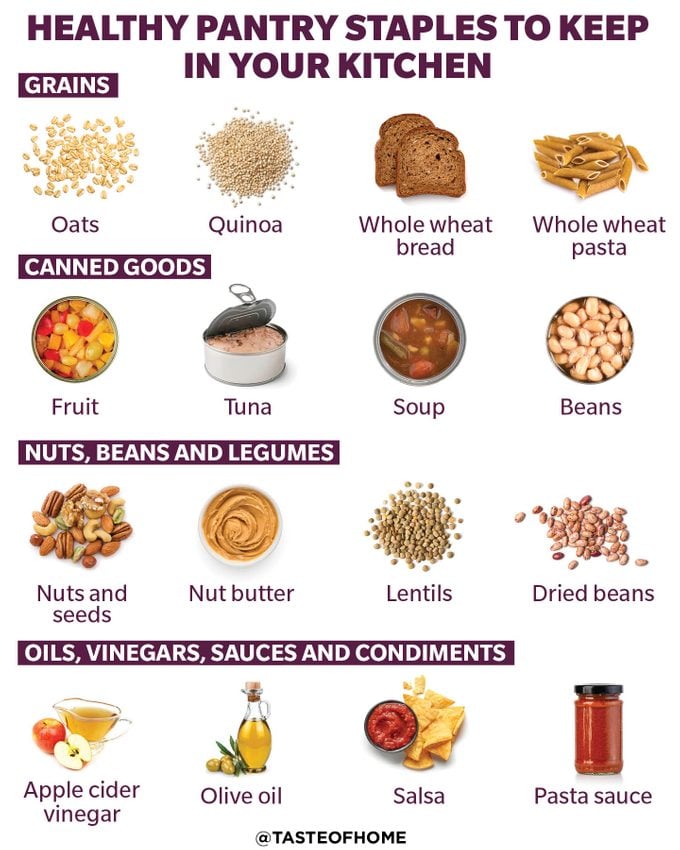 HEALTHY PANTRY STAPLES TO KEEP
IN YOUR KITCHEN
GRAINS
Oats
Quinoa
Whole wheat
bread
Whole wheat
pasta
CANNED GOODS
Fruit
Tuna
Soup
Beans
NUTS, BEANS AND LEGUMES
Nuts and
seeds
Nut butter
Lentils
Dried beans
OILS, VINEGARS, SAUCES AND CONDIMENTS
Apple cider
vinegar
Olive oil
Salsa
Pasta sauce
@TASTEOFHOME